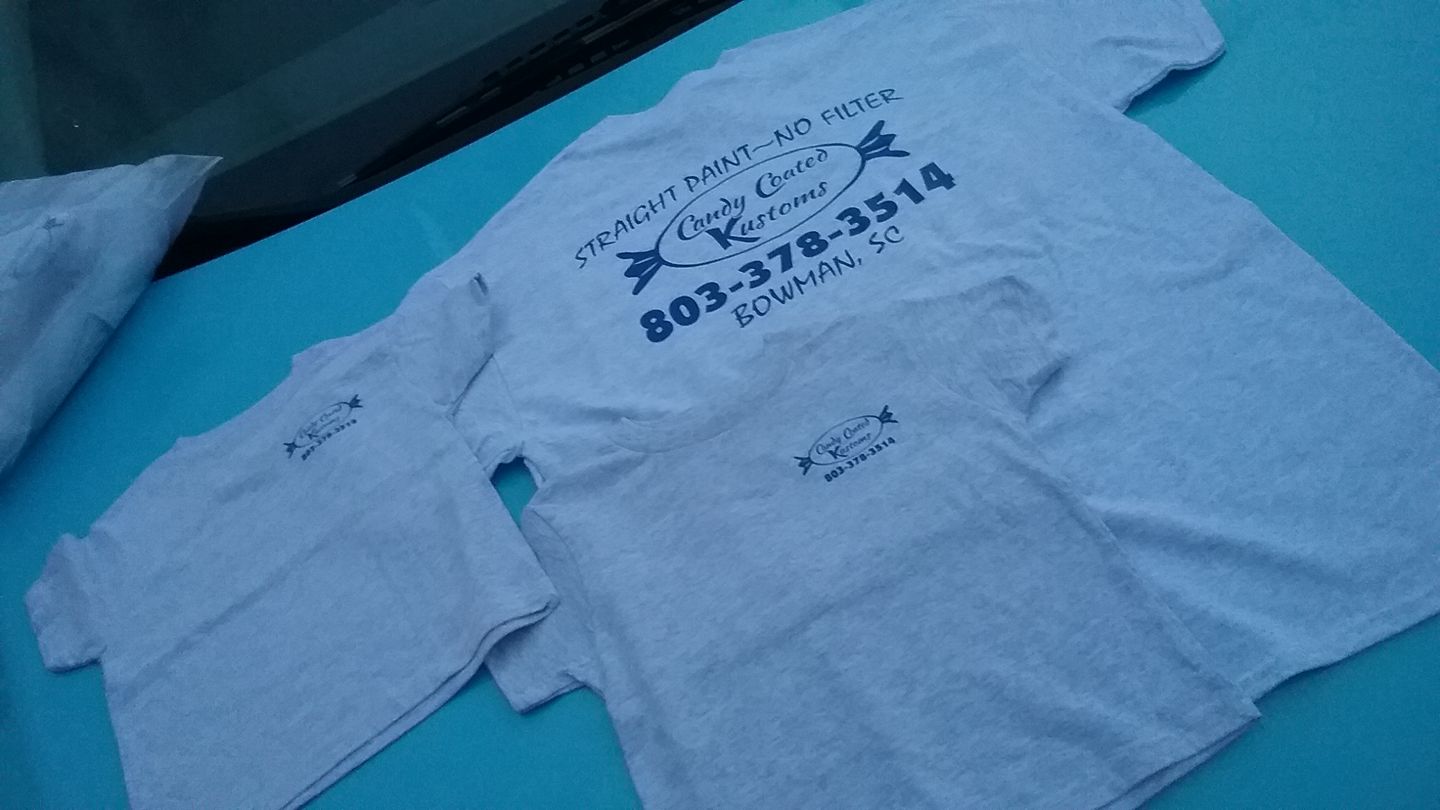 STRAIGHT PAINT~NO FILTER
Candy Coated
Kustoms
803-378-3514
BOWMAN, SC
Candy Coated
Kustoms
803-378-3514
Candy Coated
Kustoms
803-378-3514